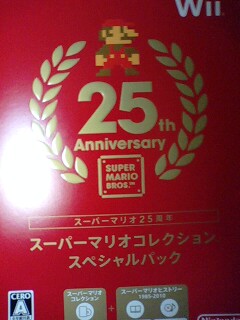 Wii
25th
Anniversary
SUPER
MARIO
BROS.™
スーパーマリオ25周年
スーパーマリオコレクション
スペシャルパック
CERO
A
スーパーマリオ
コレクション
+
スーパーマリオヒストリー
1985-2010
Nintendo